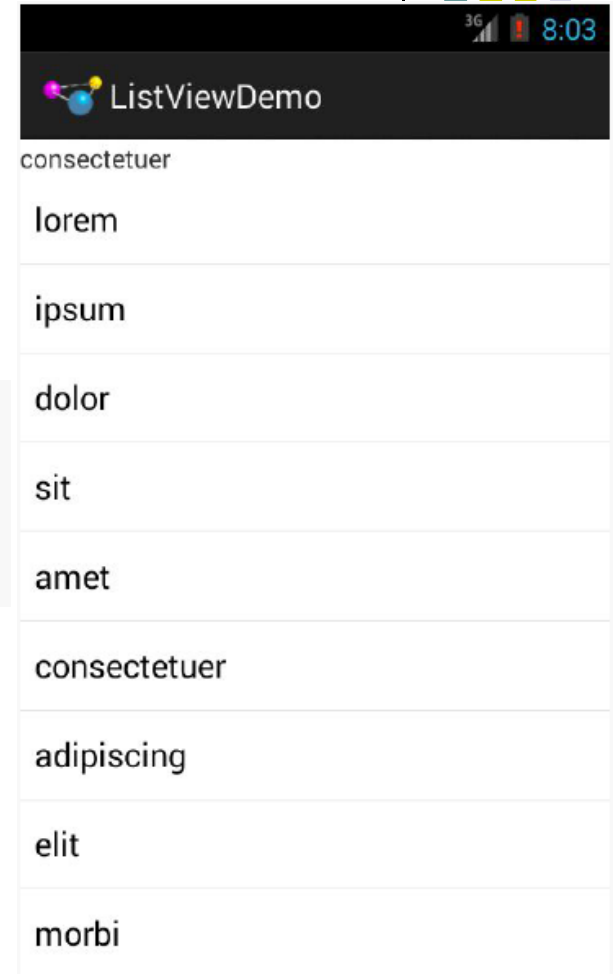 3G 8:03
ListViewDemo
consectetuer
lorem
ipsum
dolor
sit
amet
consectetuer
adipiscing
elit
morbi